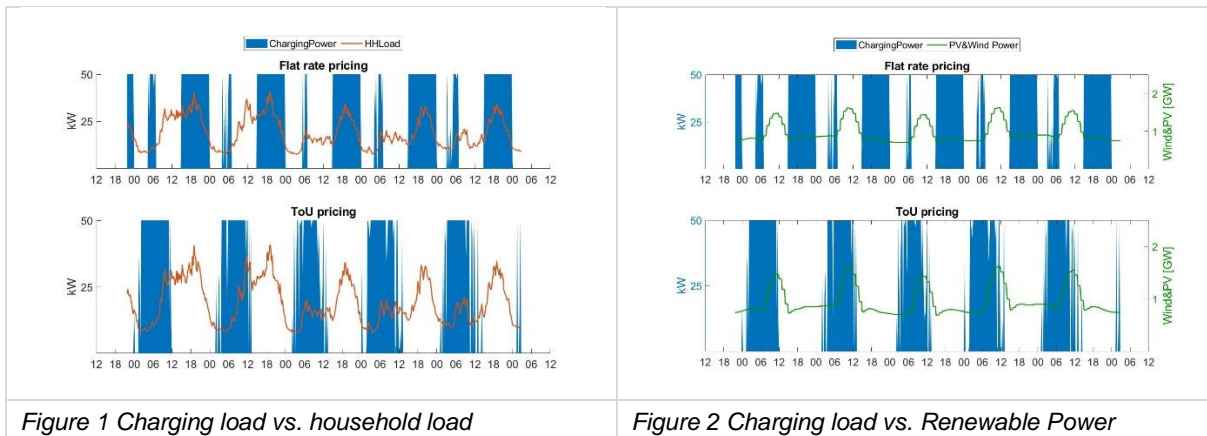 ChargingPower HHLoad
Flat rate pricing
50
25
kW
12 18 00 06 12 18 00 06 12 18 00 06 12 18 00 06 12 18 00 06 12 18 00 06 12
ToU pricing
50
25
kW
12 18 00 06 12 18 00 06 12 18 00 06 12 18 00 06 12 18 00 06 12 18 00 06 12
Figure 1 Charging load vs. household load
ChargingPower PV&Wind Power
Flat rate pricing
50
25
kW
2
1
Wind&PV [GW]
12 18 00 06 12 18 00 06 12 18 00 06 12 18 00 06 12 18 00 06 12 18 00 06 12
ToU pricing
50
25
kW
2
1
Wind&PV [GW]
12 18 00 06 12 18 00 06 12 18 00 06 12 18 00 06 12 18 00 06 12 18 00 06 12
Figure 2 Charging load vs. Renewable Power